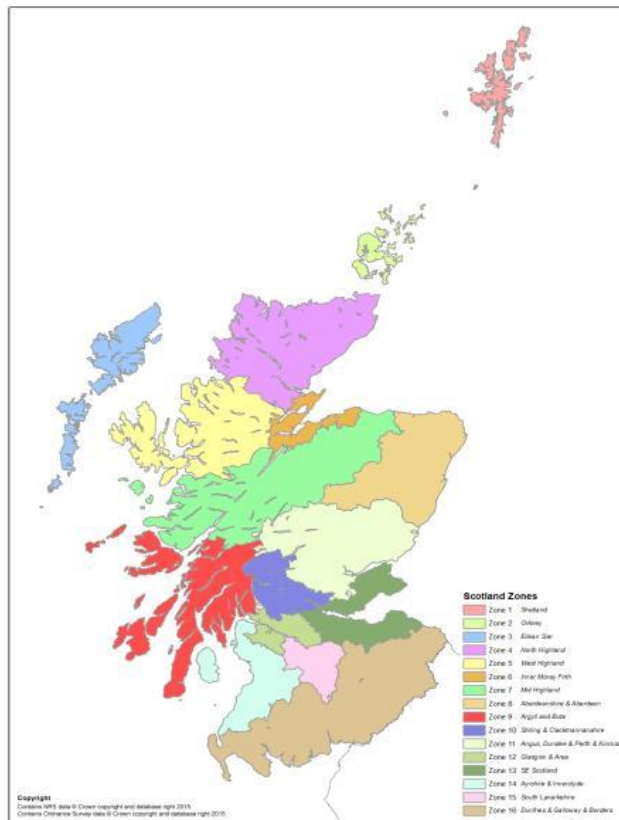 Scotland Zones
Zone 1 Shetland
Zone 2 Orkney
Zone 3 Eilean Siar
Zone 4 North Highland
Zone 5 West Highland
Zone 6 Inner Moray Firth
Zone 7 Mid Highland
Zone 8 Aberdeenshire & Aberdeen
Zone 9 Argyll and Bute
Zone 10 Stirling & Clackmannanshire
Zone 11 Angus, Dundee & Perth & Kinross
Zone 12 Glasgow & Area
Zone 13 SE Scotland
Zone 14 Ayrshire & Inverclyde
Zone 15 South Lanarkshire
Zone 16 Dumfries & Galloway & Borders
Copyright
Contains NRS data © Crown copyright and database right 2015
Contains Ordnance Survey data © Crown copyright and database right 2015